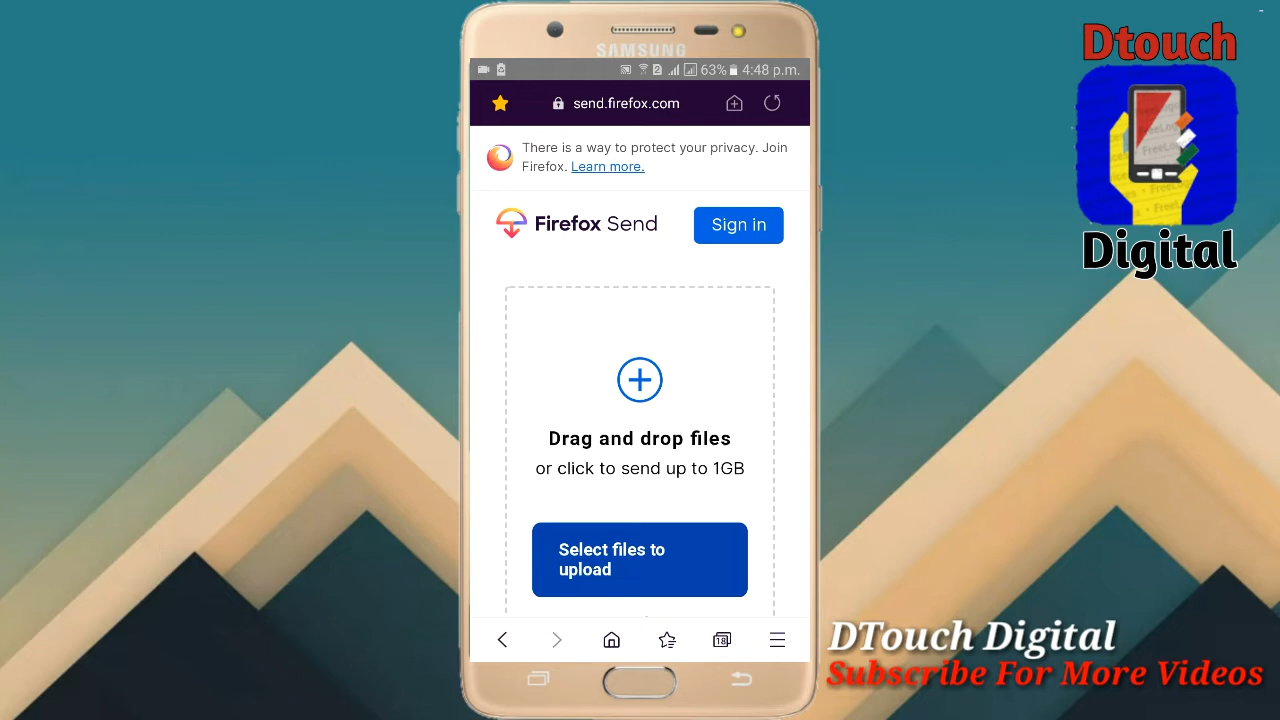 SAMSUNG
63% 4:48 p.m.
send.firefox.com
There is a way to protect your privacy. Join
Firefox. Learn more.
Firefox Send
Sign in
Drag and drop files
or click to send up to 1GB
Select files to
upload
18
Dtouch
Digital
DTouch Digital
Subscribe For More Videos